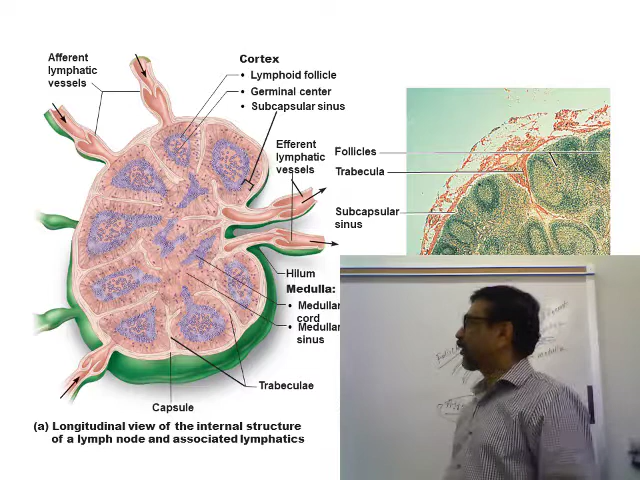 Afferent
lymphatic
vessels
Cortex
• Lymphoid follicle
• Germinal center
• Subcapsular sinus
Efferent
lymphatic
vessels
Follicles
Trabecula
Subcapsular
sinus
Hilum
Medulla:
• Medullar
cord
• Medullar
sinus
Trabeculae
Capsule
(a) Longitudinal view of the internal structure
of a lymph node and associated lymphatics
medulla